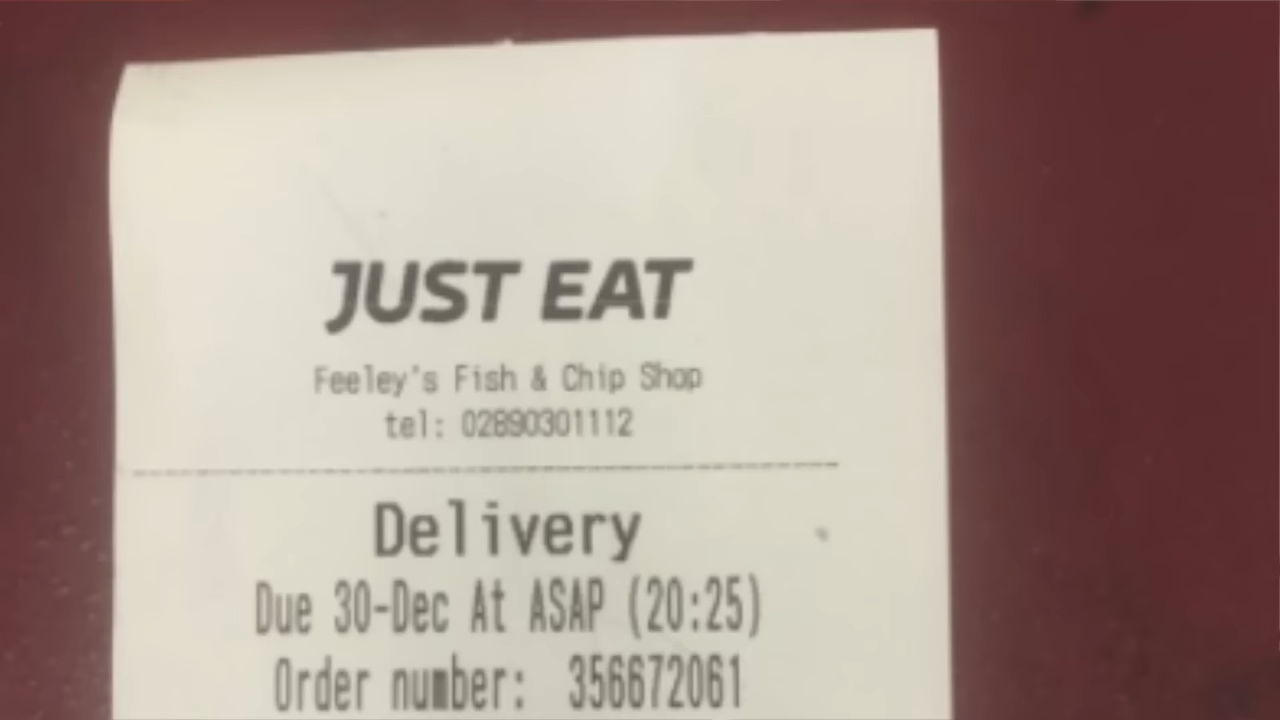 JUST EAT
Feeley's Fish & Chip Shop
tel: 02890301112
Delivery
Due 30-Dec At ASAP (20:25)
Order number: 356672061